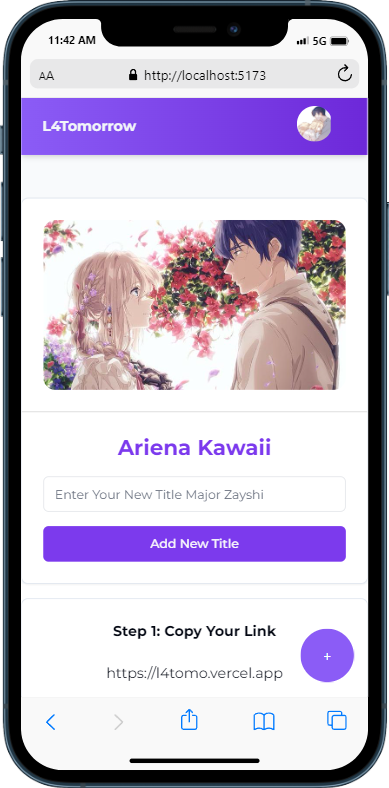 11:42 AM
5G
AA
http://localhost:5173
L4Tomorrow
Ariena Kawaii
Enter Your New Title Major Zayshi
Add New Title
Step 1: Copy Your Link
https://l4tomo.vercel.app
+